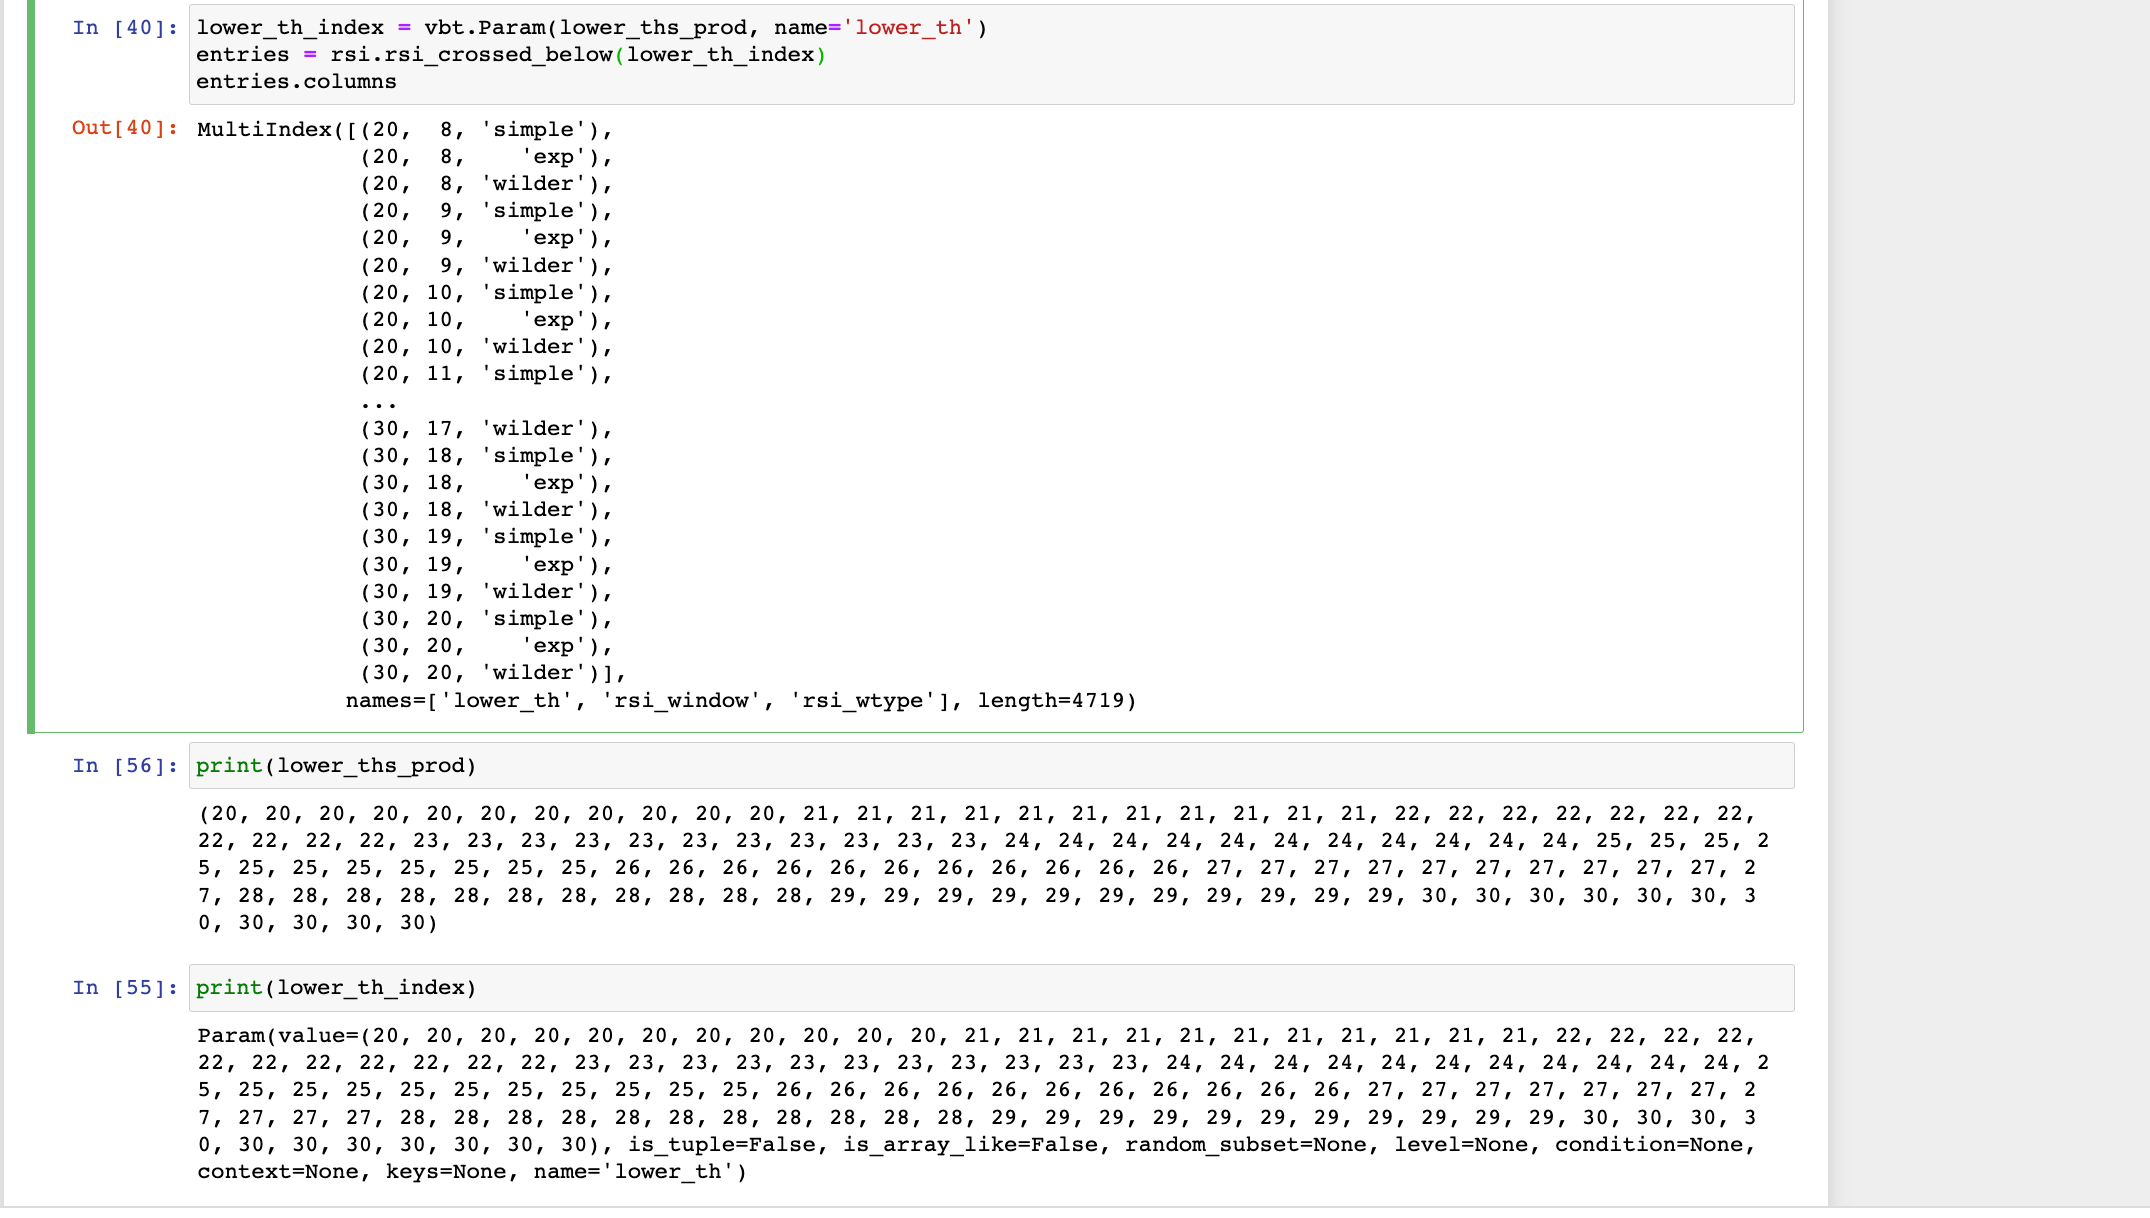 In [40]: lower_th_index = vbt.Param(lower_ths_prod, name='lower_th')
entries = rsi.rsi_crossed_below(lower_th_index)
entries.columns
Out[40]: MultiIndex([(20,  8, 'simple'),
(20,  8,    'exp'),
(20,  8, 'wilder'),
(20,  9, 'simple'),
(20,  9,    'exp'),
(20,  9, 'wilder'),
(20, 10, 'simple'),
(20, 10,    'exp'),
(20, 10, 'wilder'),
(20, 11, 'simple'),
...
(30, 17, 'wilder'),
(30, 18, 'simple'),
(30, 18,    'exp'),
(30, 18, 'wilder'),
(30, 19, 'simple'),
(30, 19,    'exp'),
(30, 19, 'wilder'),
(30, 20, 'simple'),
(30, 20,    'exp'),
(30, 20, 'wilder')],
names=['lower_th', 'rsi_window', 'rsi_wtype'], length=4719)
In [56]: print(lower_ths_prod)
(20, 20, 20, 20, 20, 20, 20, 20, 20, 20, 20, 21, 21, 21, 21, 21, 21, 21, 21, 21, 21, 21, 22, 22, 22, 22, 22, 22, 22,
22, 22, 22, 22, 23, 23, 23, 23, 23, 23, 23, 23, 23, 23, 23, 24, 24, 24, 24, 24, 24, 24, 24, 24, 24, 24, 25, 25, 25, 2
5, 25, 25, 25, 25, 25, 25, 25, 26, 26, 26, 26, 26, 26, 26, 26, 26, 26, 26, 27, 27, 27, 27, 27, 27, 27, 27, 27, 27, 2
7, 28, 28, 28, 28, 28, 28, 28, 28, 28, 28, 28, 29, 29, 29, 29, 29, 29, 29, 29, 29, 29, 29, 30, 30, 30, 30, 30, 30, 3
0, 30, 30, 30, 30)
In [55]: print(lower_th_index)
Param(value=(20, 20, 20, 20, 20, 20, 20, 20, 20, 20, 20, 21, 21, 21, 21, 21, 21, 21, 21, 21, 21, 21, 22, 22, 22, 22,
22, 22, 22, 22, 22, 22, 22, 23, 23, 23, 23, 23, 23, 23, 23, 23, 23, 23, 24, 24, 24, 24, 24, 24, 24, 24, 24, 24, 24, 2
5, 25, 25, 25, 25, 25, 25, 25, 25, 25, 25, 26, 26, 26, 26, 26, 26, 26, 26, 26, 26, 26, 27, 27, 27, 27, 27, 27, 27, 2
7, 27, 27, 27, 28, 28, 28, 28, 28, 28, 28, 28, 28, 28, 28, 29, 29, 29, 29, 29, 29, 29, 29, 29, 29, 29, 30, 30, 30, 3
0, 30, 30, 30, 30, 30, 30, 30), is_tuple=False, is_array_like=False, random_subset=None, level=None, condition=None,
context=None, keys=None, name='lower_th')